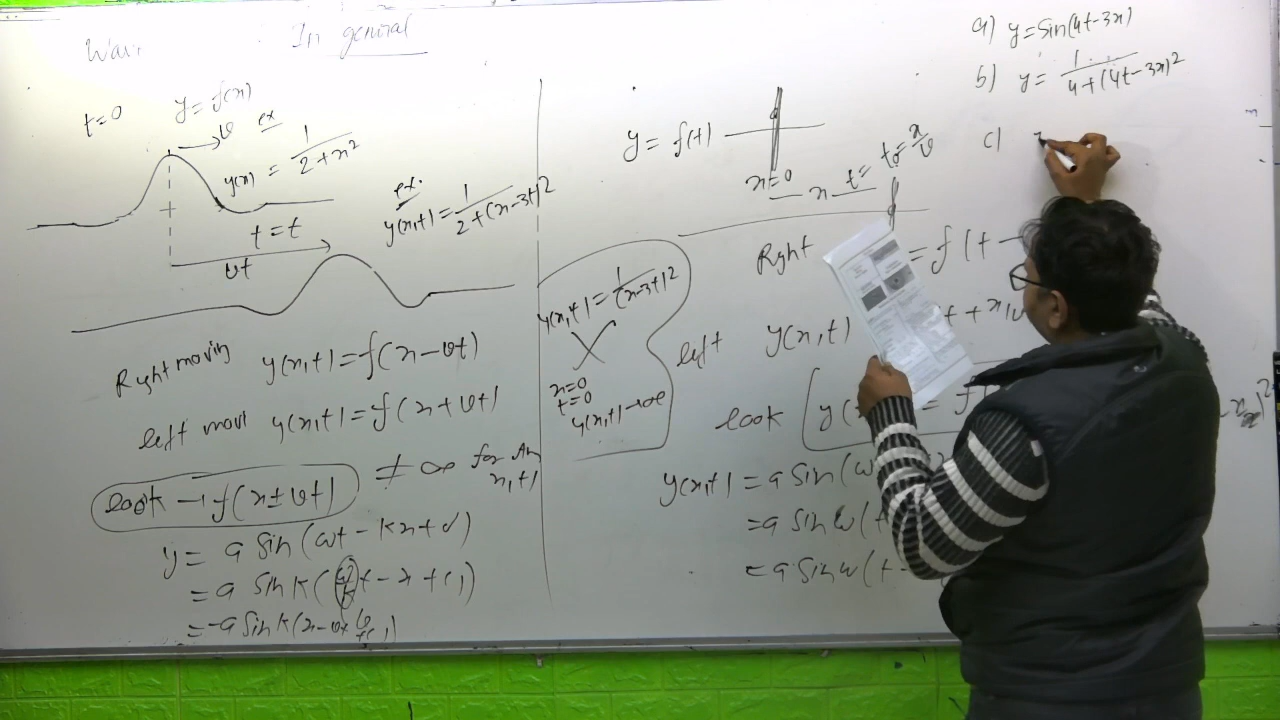 In general
t=0
y=f(x)
v
ex
y(x) = 1/(2+x²)
t=t
vt
ex.
y(x,t) = 1/(2+(x-3t)²
Right moving y(x,t)=f(x-vt)
left movi y(x,t)=f(x+vt)
look → f(x±vt) ≠ ∞ for An x,t
y = a sin(ωt - kx + d)
= a sin k(ω/k t - x + c)
y(x,t) = 1/(x-3t)²
x=0
t=0
y(x,t)→∞
y = f(t)
x=0
x
t = t₀ = x/v
Right = f(t -
left y(x,t) t + x/v
look y( = f
y(x,t) = a sin(ω
= a sin ω(
= a sin ω(t -
a) y=sin(4t-3x)
b) y= 1/(4+(4t-3x)²
c)